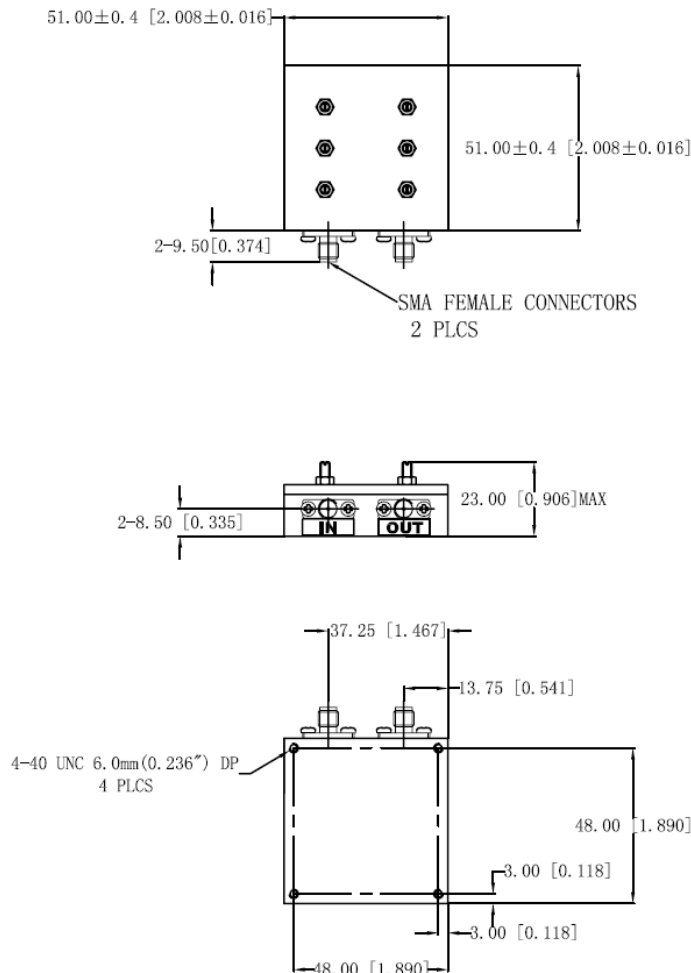 51.00±0.4 [2.008±0.016]
51.00±0.4 [2.008±0.016]
2-9.50[0.374]
SMA FEMALE CONNECTORS
2 PLCS
23.00 [0.906]MAX
2-8.50 [0.335]
IN
OUT
37.25 [1.467]
13.75 [0.541]
4-40 UNC 6.0mm(0.236") DP
4 PLCS
48.00 [1.890]
3.00 [0.118]
3.00 [0.118]
48.00 [1.890]